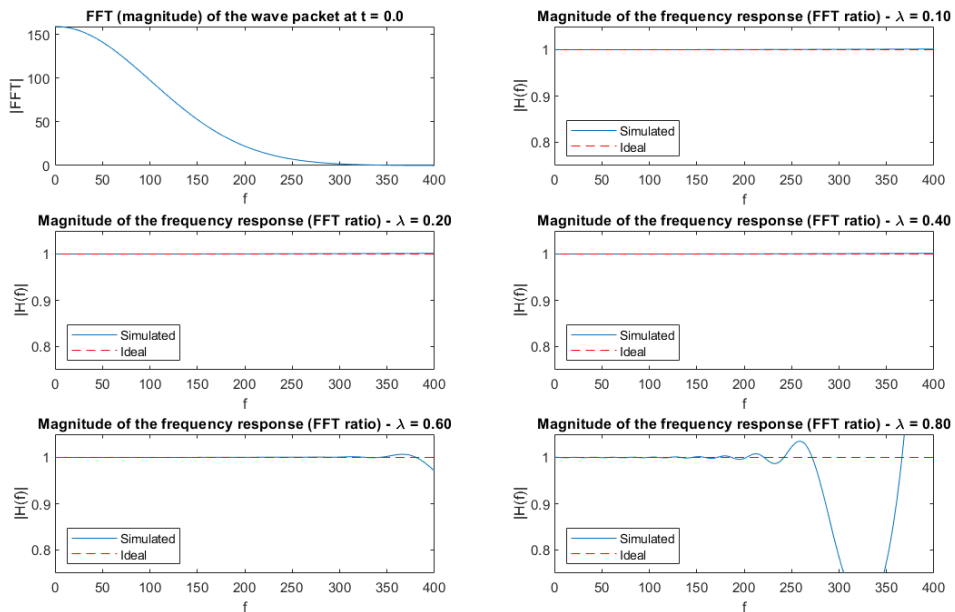 FFT (magnitude) of the wave packet at t = 0.0
|FFT|
150
100
50
0
0 50 100 150 200 250 300 350 400
f
Magnitude of the frequency response (FFT ratio) - λ = 0.10
|H(f)|
1
0.9
0.8
Simulated
Ideal
0 50 100 150 200 250 300 350 400
f
Magnitude of the frequency response (FFT ratio) - λ = 0.20
|H(f)|
1
0.9
0.8
Simulated
Ideal
0 50 100 150 200 250 300 350 400
f
Magnitude of the frequency response (FFT ratio) - λ = 0.40
|H(f)|
1
0.9
0.8
Simulated
Ideal
0 50 100 150 200 250 300 350 400
f
Magnitude of the frequency response (FFT ratio) - λ = 0.60
|H(f)|
1
0.9
0.8
Simulated
Ideal
0 50 100 150 200 250 300 350 400
f
Magnitude of the frequency response (FFT ratio) - λ = 0.80
|H(f)|
1
0.9
0.8
Simulated
Ideal
0 50 100 150 200 250 300 350 400
f